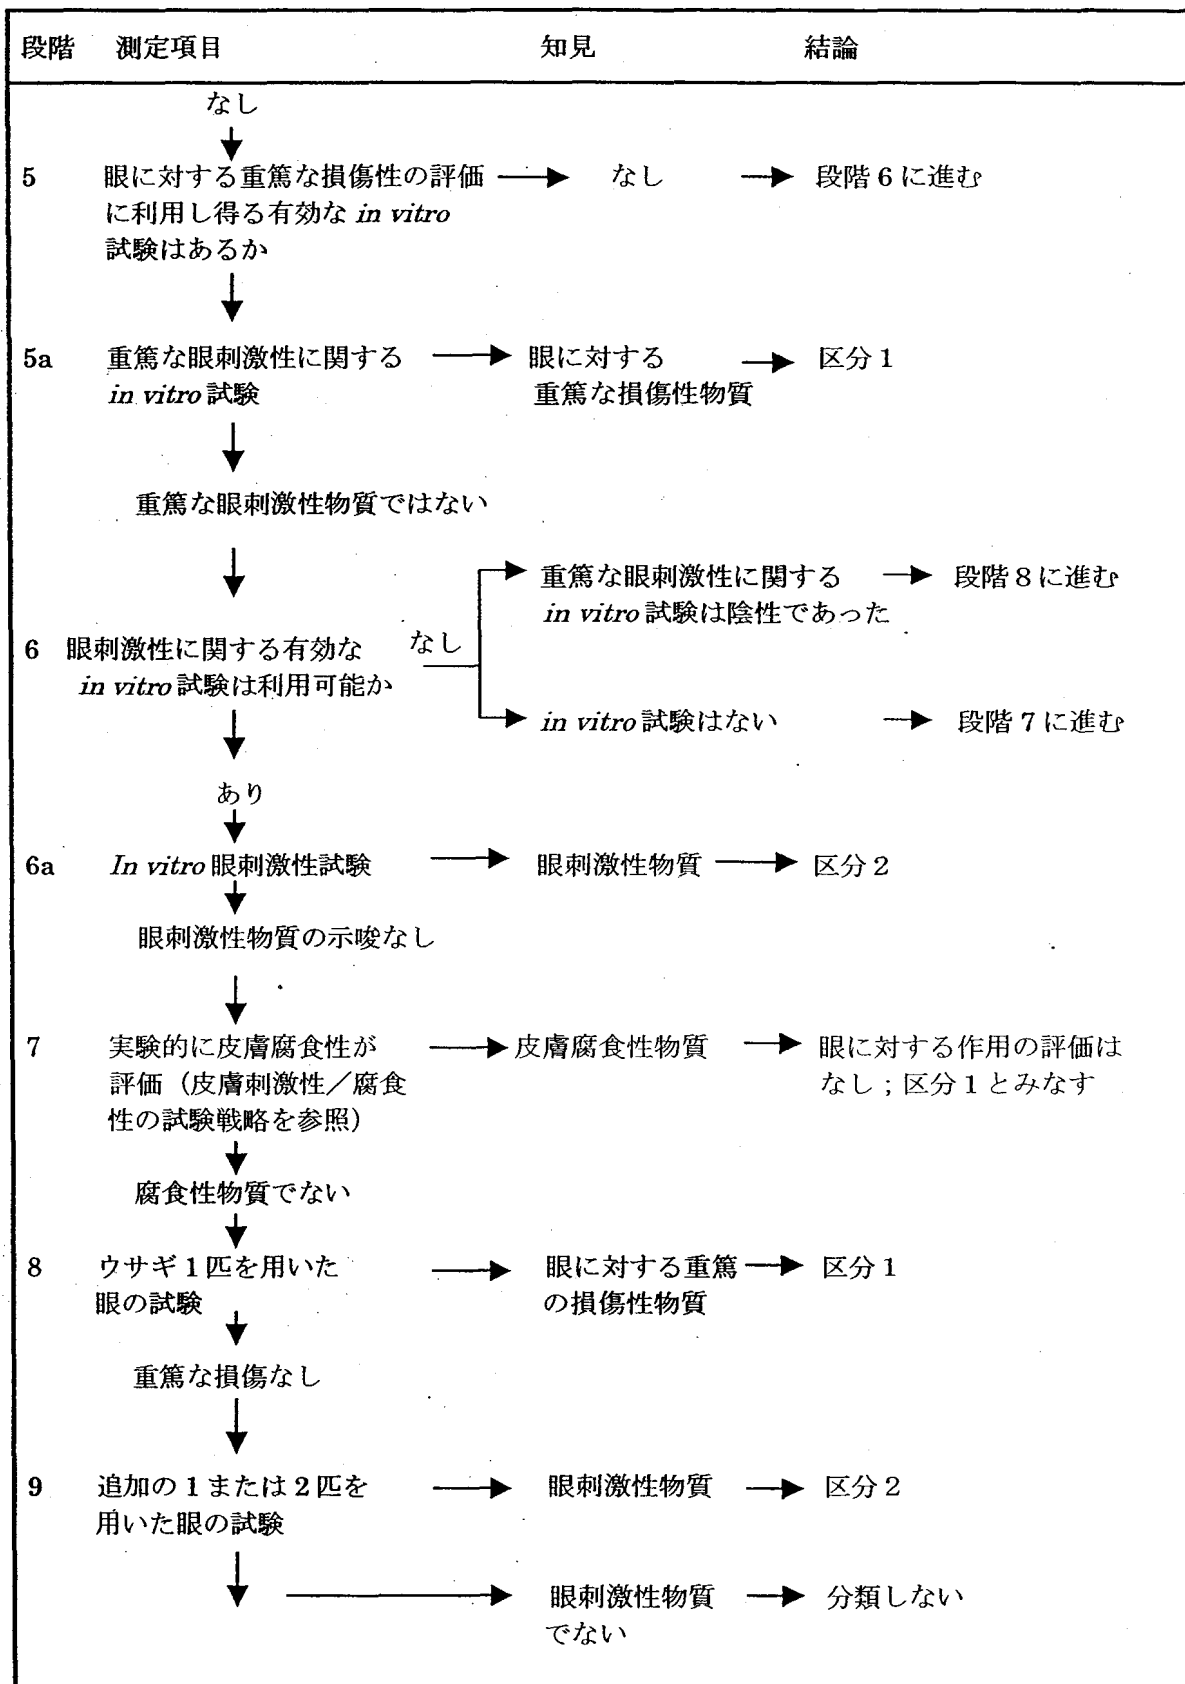 段階 測定項目 知見 結論
なし
5 眼に対する重篤な損傷性の評価 なし 段階6に進む
に利用し得る有効な in vitro
試験はあるか
5a 重篤な眼刺激性に関する 眼に対する 区分1
in vitro 試験 重篤な損傷性物質
重篤な眼刺激性物質ではない
重篤な眼刺激性に関する 段階8に進む
in vitro 試験は陰性であった
6 眼刺激性に関する有効な なし
in vitro 試験は利用可能か
in vitro 試験はない 段階7に進む
あり
6a In vitro 眼刺激性試験 眼刺激性物質 区分2
眼刺激性物質の示唆なし
7 実験的に皮膚腐食性が 皮膚腐食性物質 眼に対する作用の評価は
評価（皮膚刺激性／腐食 なし；区分1とみなす
性の試験戦略を参照）
腐食性物質でない
8 ウサギ1匹を用いた 眼に対する重篤 区分1
眼の試験 の損傷性物質
重篤な損傷なし
9 追加の1または2匹を 眼刺激性物質 区分2
用いた眼の試験
眼刺激性物質 分類しない
でない